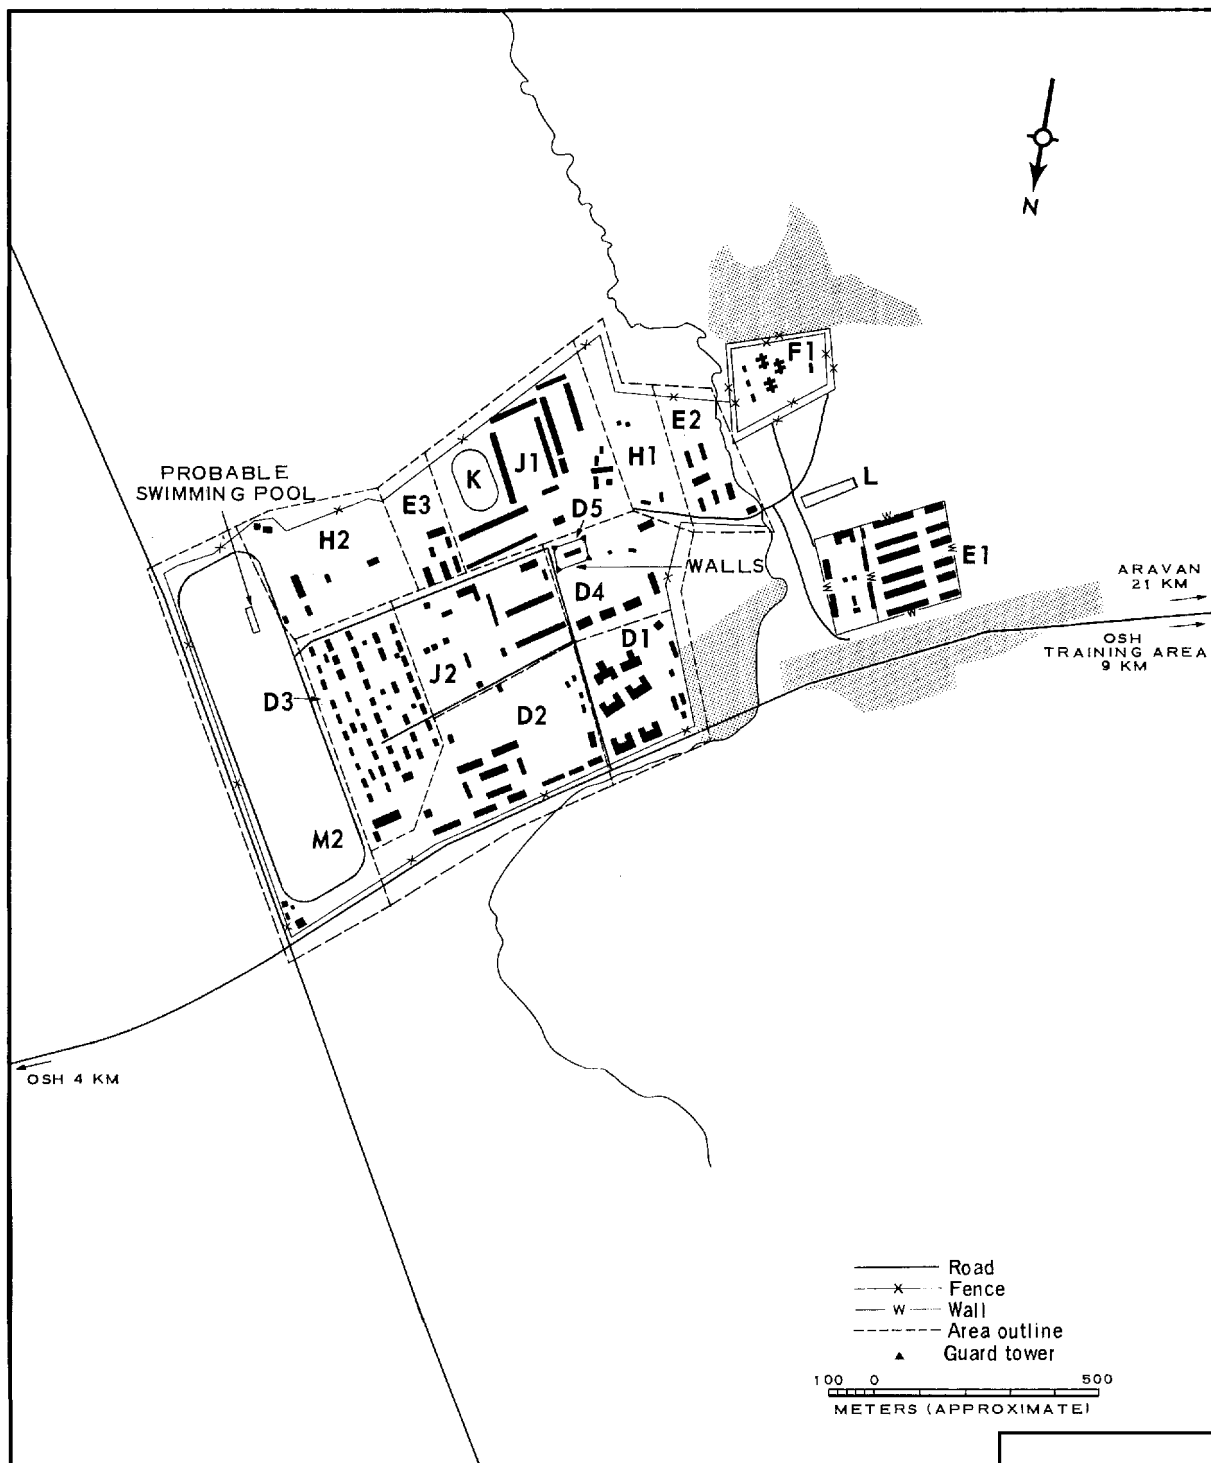 N
F1
E2
PROBABLE
SWIMMING POOL
J1
H1
K
L
E3
D5
H2
WALLS
E1
ARAVAN
21 KM
D4
OSH
TRAINING AREA
9 KM
D1
J2
D3
D2
M2
OSH 4 KM
Road
x Fence
W Wall
Area outline
Guard tower
100 0 500
METERS (APPROXIMATE)